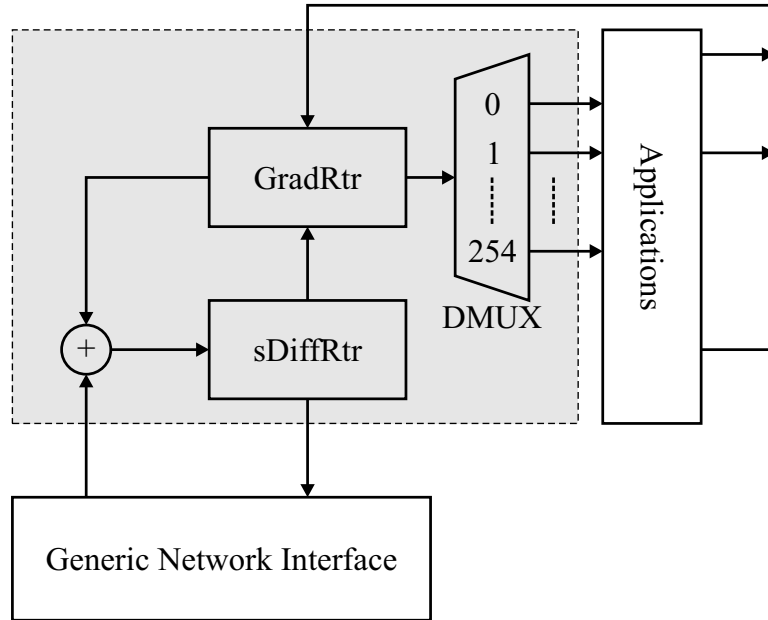 0
1
254
GradRtr
Applications
DMUX
+
sDiffRtr
Generic Network Interface